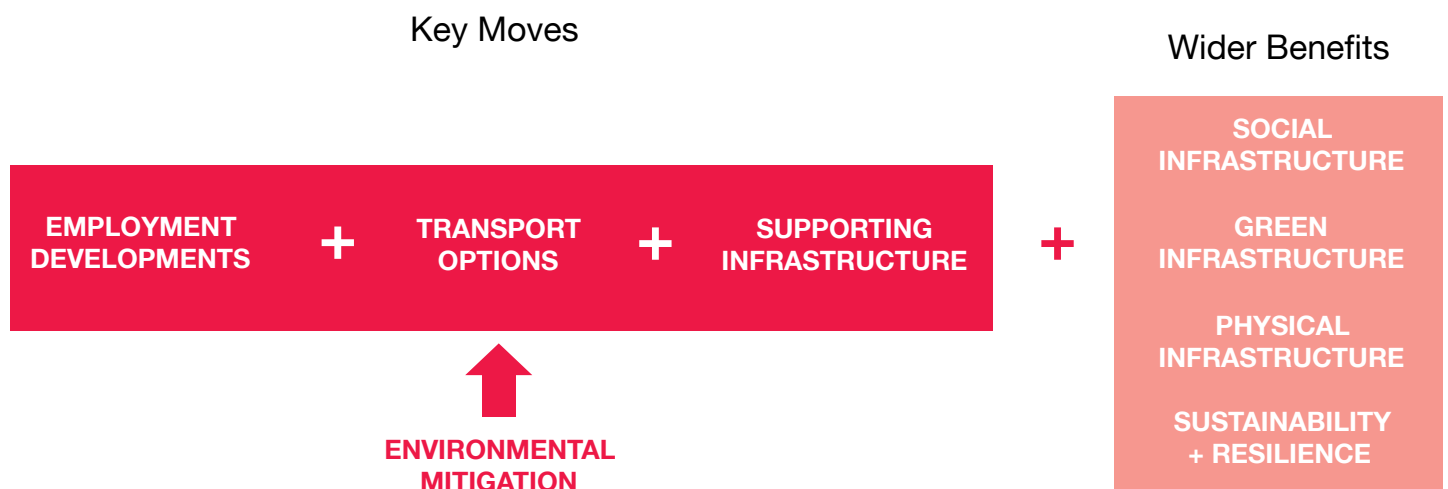 Key Moves
Wider Benefits
EMPLOYMENT
DEVELOPMENTS
+
TRANSPORT
OPTIONS
+
SUPPORTING
INFRASTRUCTURE
+
SOCIAL
INFRASTRUCTURE
GREEN
INFRASTRUCTURE
PHYSICAL
INFRASTRUCTURE
SUSTAINABILITY
+ RESILIENCE
ENVIRONMENTAL
MITIGATION